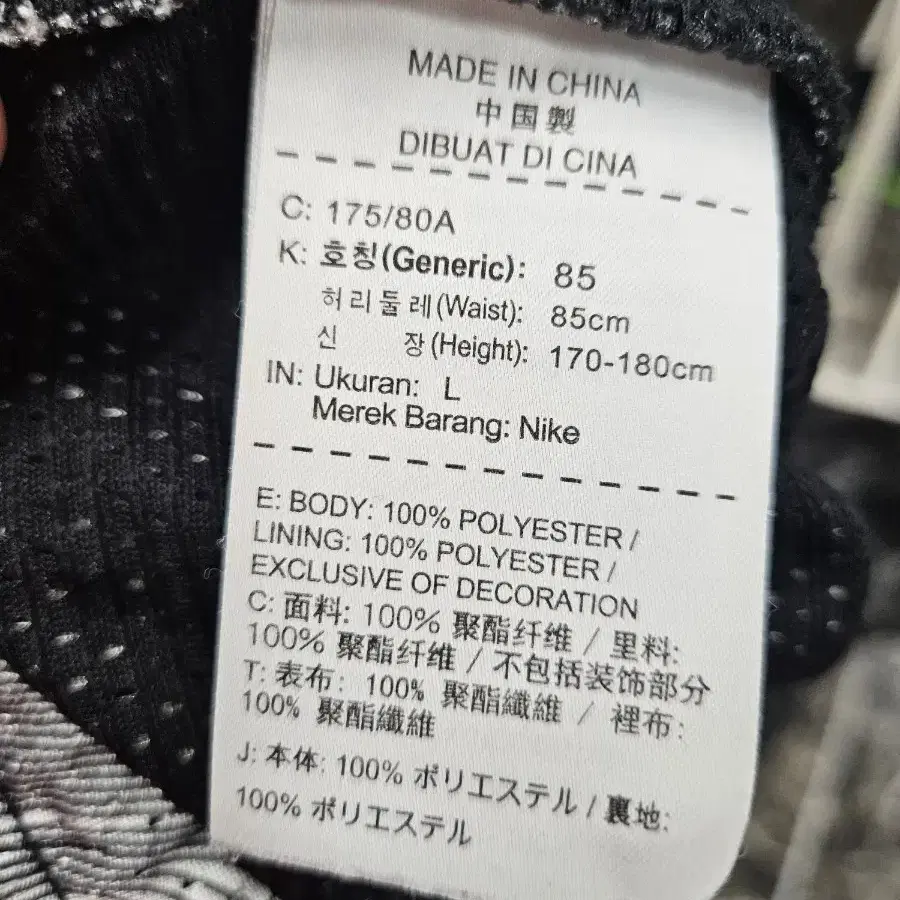 MADE IN CHINA
中国製
DIBUAT DI CINA
C: 175/80A
K: 호칭(Generic): 85
허리둘레(Waist): 85cm
신 장(Height): 170-180cm
IN: Ukuran: L
Merek Barang: Nike
E: BODY: 100% POLYESTER /
LINING: 100% POLYESTER /
EXCLUSIVE OF DECORATION
C: 面料: 100% 聚酯纤维 / 里料:
100% 聚酯纤维 / 不包括装饰部分
T: 表布: 100% 聚酯纖維 / 裡布:
100% 聚酯纖維
J: 本体: 100% ポリエステル / 裏地:
100% ポリエステル